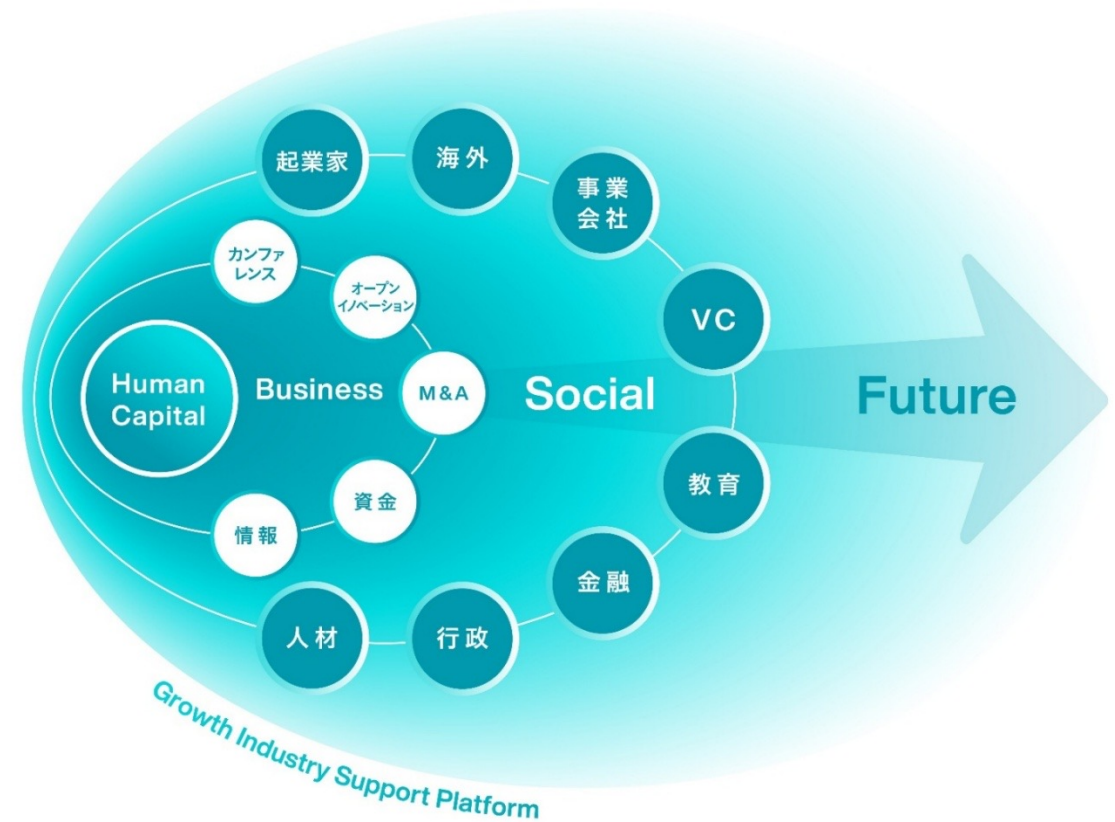 起業家
海外
事業
会社
カンファ
レンス
オープン
イノベーション
VC
Human
Capital
Business
M&A
Social
Future
教育
資金
情報
金融
人材
行政
Growth Industry Support Platform